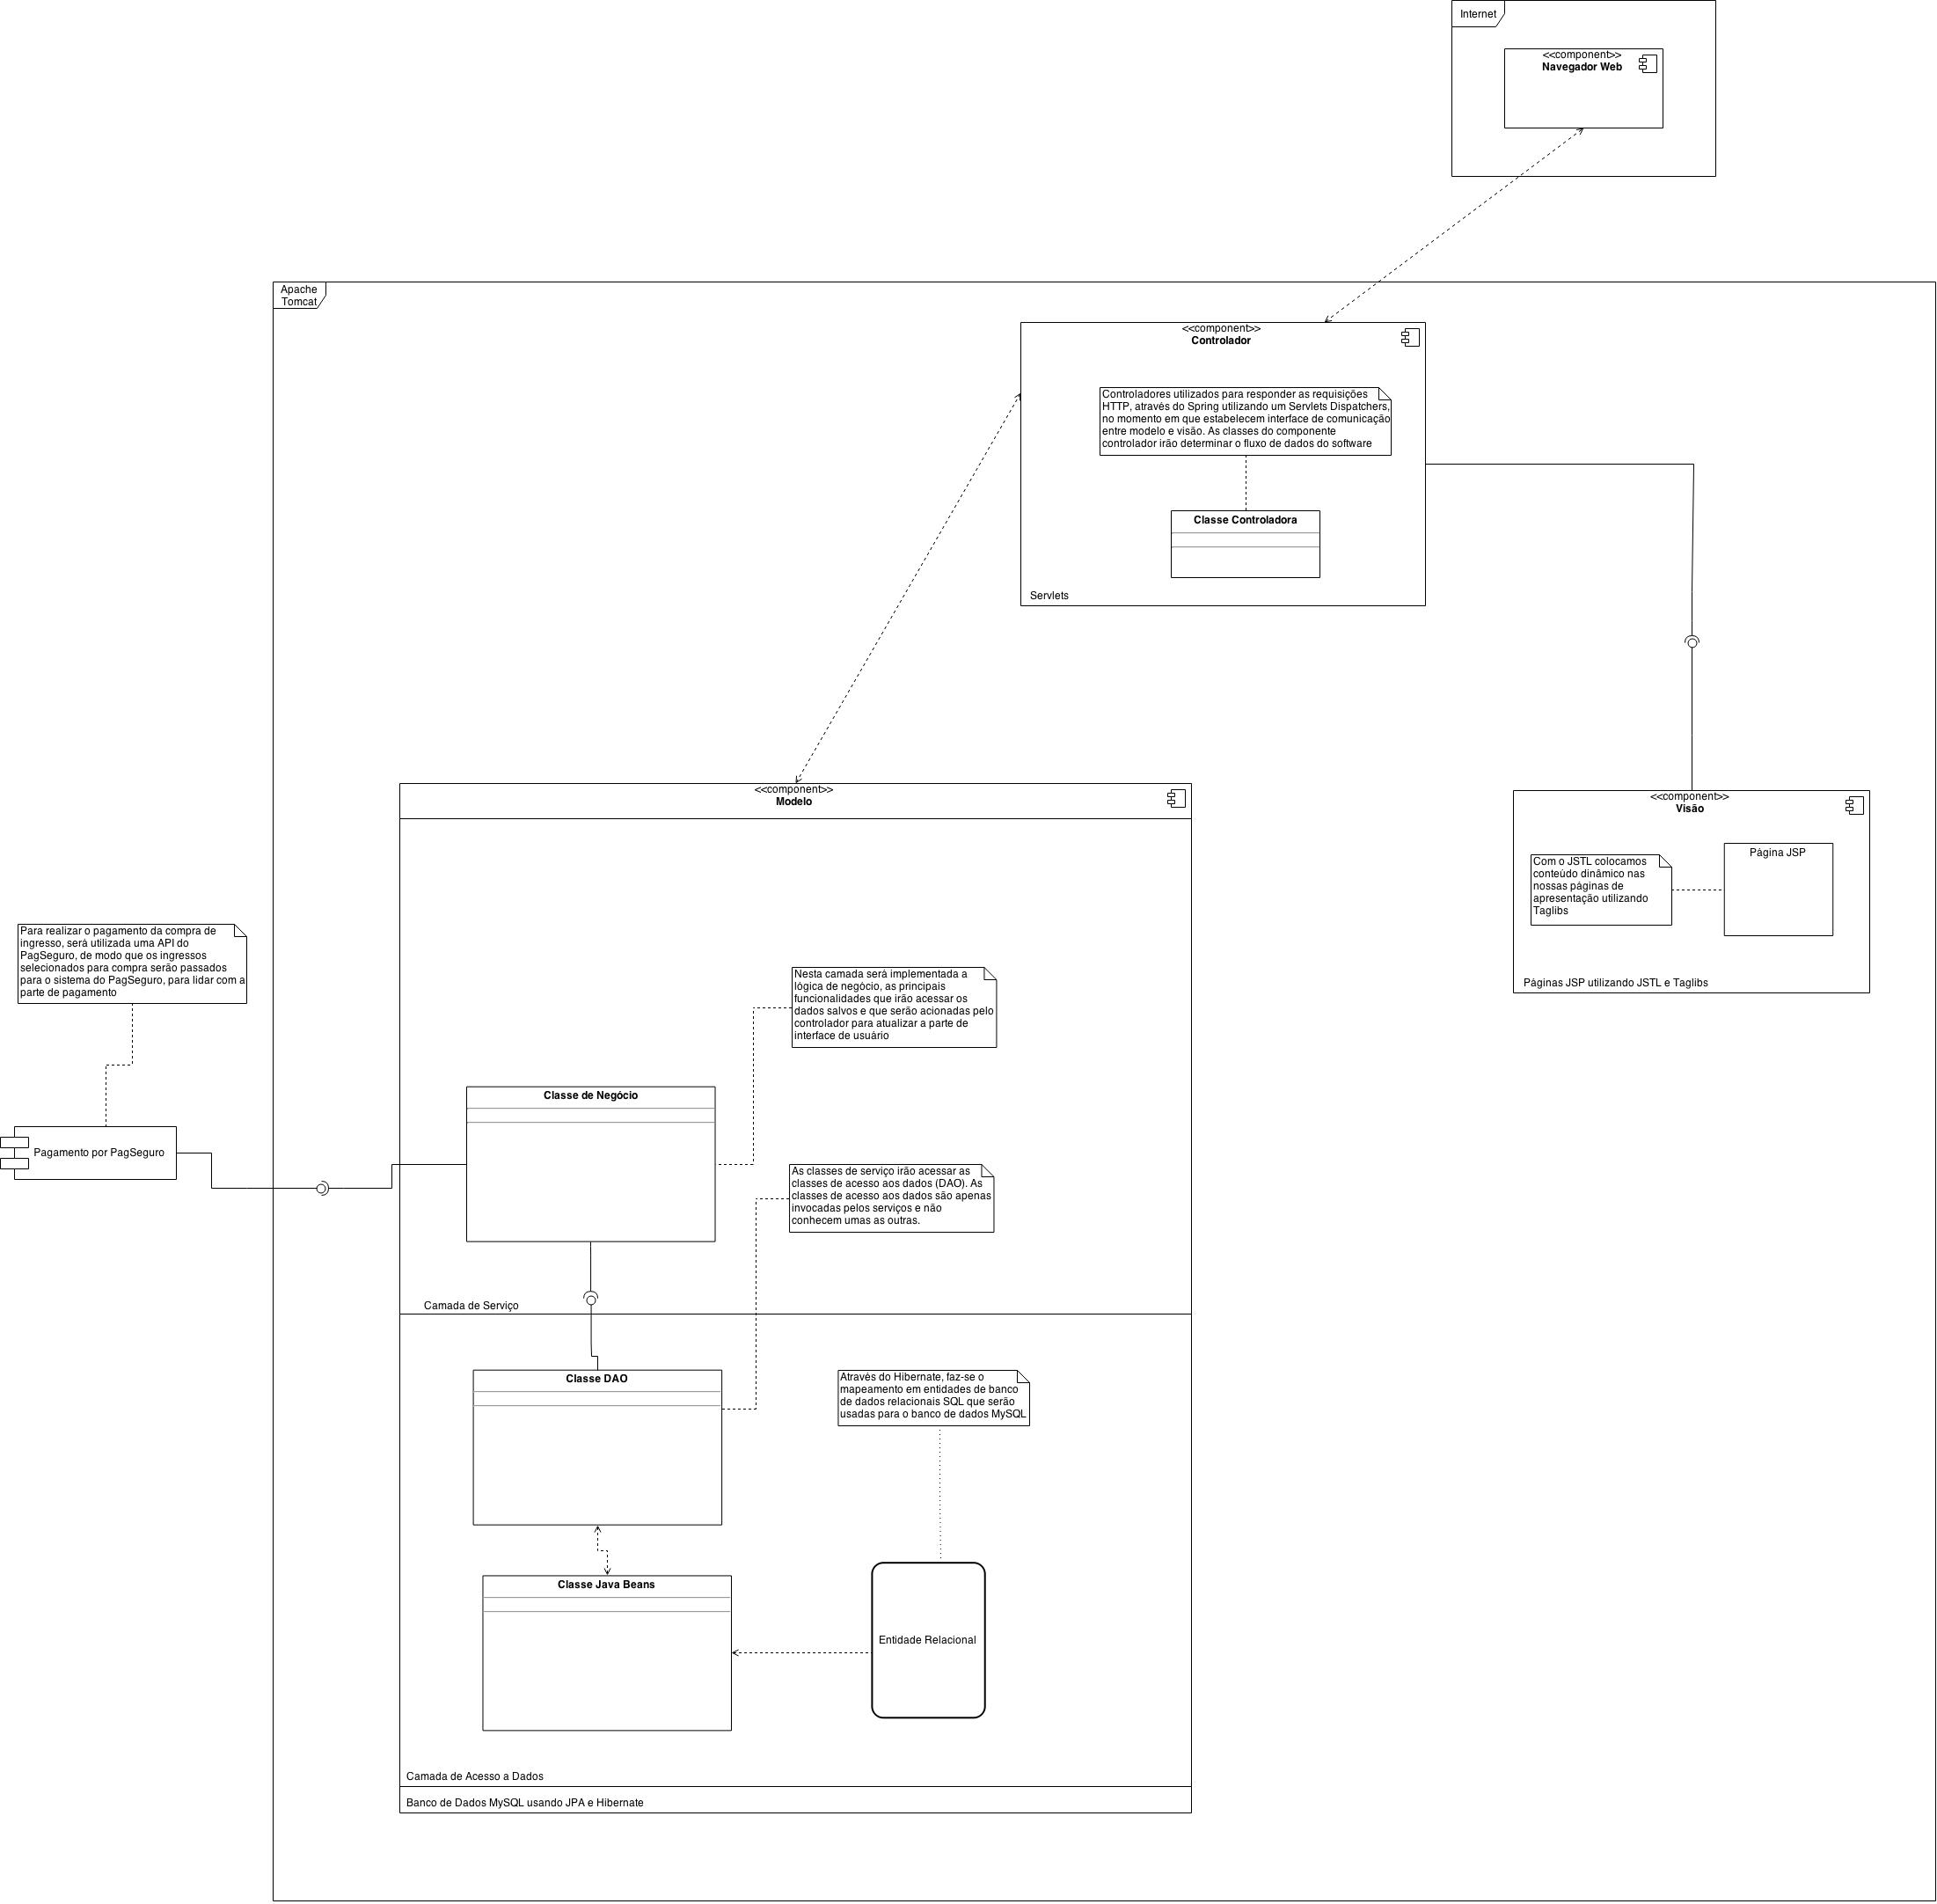 Internet
<<component>>
Navegador Web
Apache
Tomcat
<<component>>
Controlador
Controladores utilizados para responder as requisições
HTTP, através do Spring utilizando um Servlets Dispatchers,
no momento em que estabelecem interface de comunicação
entre modelo e visão. As classes do componente
controlador irão determinar o fluxo de dados do software
Classe Controladora
Servlets
<<component>>
Modelo
<<component>>
Visão
Com o JSTL colocamos
conteúdo dinâmico nas
nossas páginas de
apresentação utilizando
Taglibs
Página JSP
Páginas JSP utilizando JSTL e Taglibs
Para realizar o pagamento da compra de
ingresso, será utilizada uma API do
PagSeguro, de modo que os ingressos
selecionados para compra serão passados
para o sistema do PagSeguro, para lidar com a
parte de pagamento
Pagamento por PagSeguro
Nesta camada será implementada a
lógica de negócio, as principais
funcionalidades que irão acessar os
dados salvos e que serão acionadas pelo
controlador para atualizar a parte de
interface de usuário
Classe de Negócio
As classes de serviço irão acessar as
classes de acesso aos dados (DAO). As
classes de acesso aos dados são apenas
invocadas pelos serviços e não
conhecem umas as outras.
Camada de Serviço
Classe DAO
Através do Hibernate, faz-se o
mapeamento em entidades de banco
de dados relacionais SQL que serão
usadas para o banco de dados MySQL
Classe Java Beans
Entidade Relacional
Camada de Acesso a Dados
Banco de Dados MySQL usando JPA e Hibernate